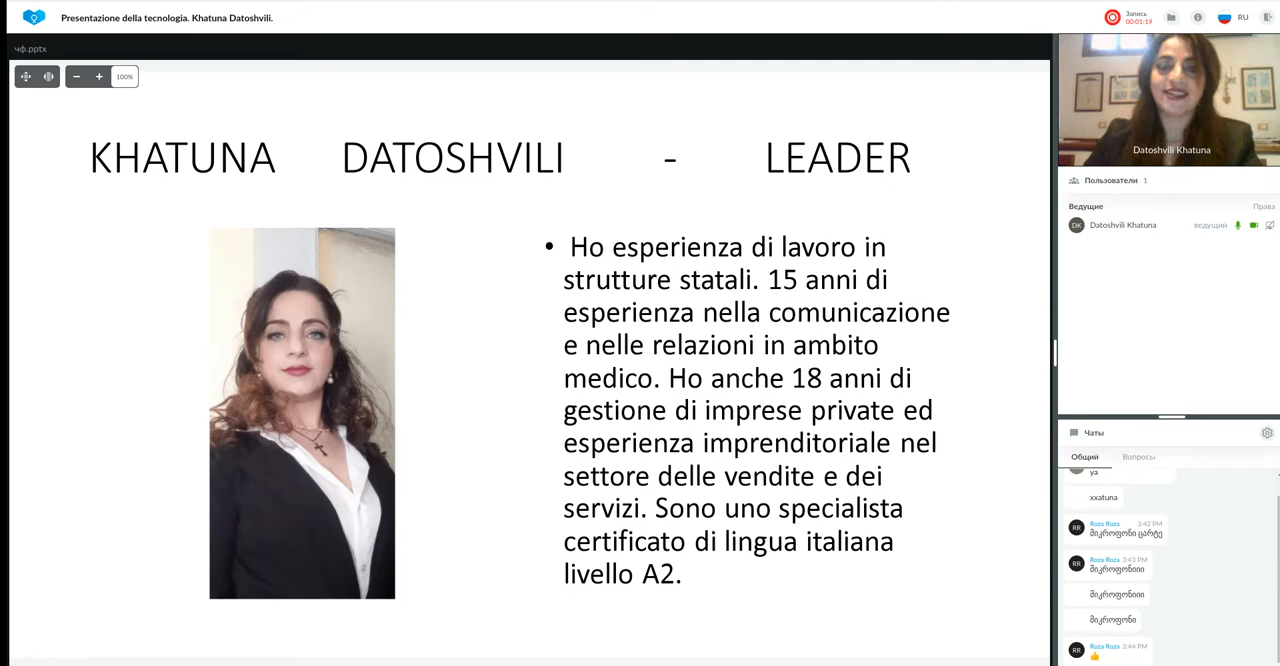 Presentazione della tecnologia. Khatuna Datoshvili.
Запись
00:01:19
RU
чф.pptx
100%
KHATUNA DATOSHVILI - LEADER
• Ho esperienza di lavoro in
strutture statali. 15 anni di
esperienza nella comunicazione
e nelle relazioni in ambito
medico. Ho anche 18 anni di
gestione di imprese private ed
esperienza imprenditoriale nel
settore delle vendite e dei
servizi. Sono uno specialista
certificato di lingua italiana
livello A2.
Datoshvili Khatuna
Пользователи 1
Ведущие Права
DK Datoshvili Khatuna ведущий
Чаты
Общий Вопросы
ya
xxatuna
RR Roza Roza 3:42 PM
მიკროფონი ცარტე
RR Roza Roza 3:43 PM
მიკროფონიიი
მიკროფონიიი
მიკროფონი
RR Roza Roza 3:44 PM
👍